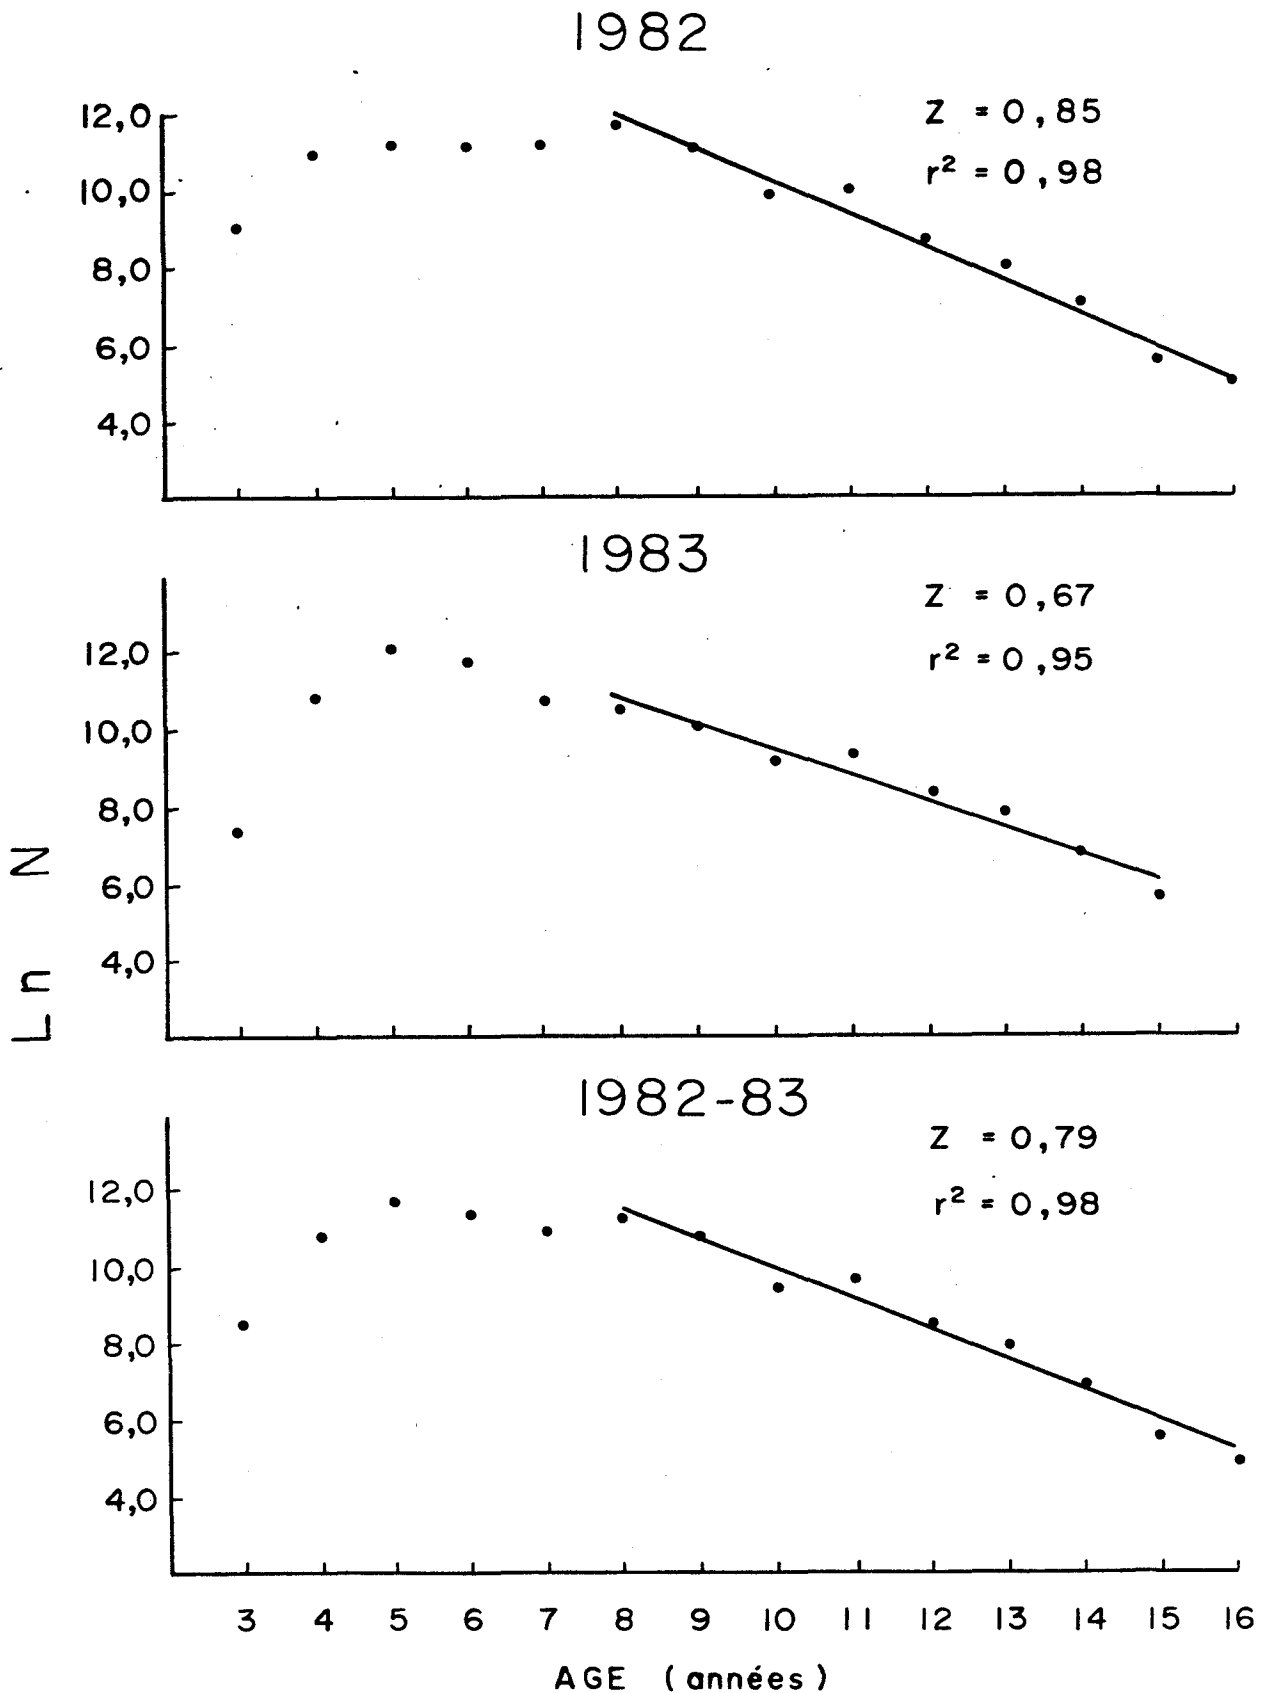 1982
Z = 0,85
r² = 0,98
12,0
10,0
8,0
6,0
4,0
1983
Z = 0,67
r² = 0,95
12,0
10,0
8,0
6,0
4,0
Ln N
1982-83
Z = 0,79
r² = 0,98
12,0
10,0
8,0
6,0
4,0
3 4 5 6 7 8 9 10 11 12 13 14 15 16
AGE (années)